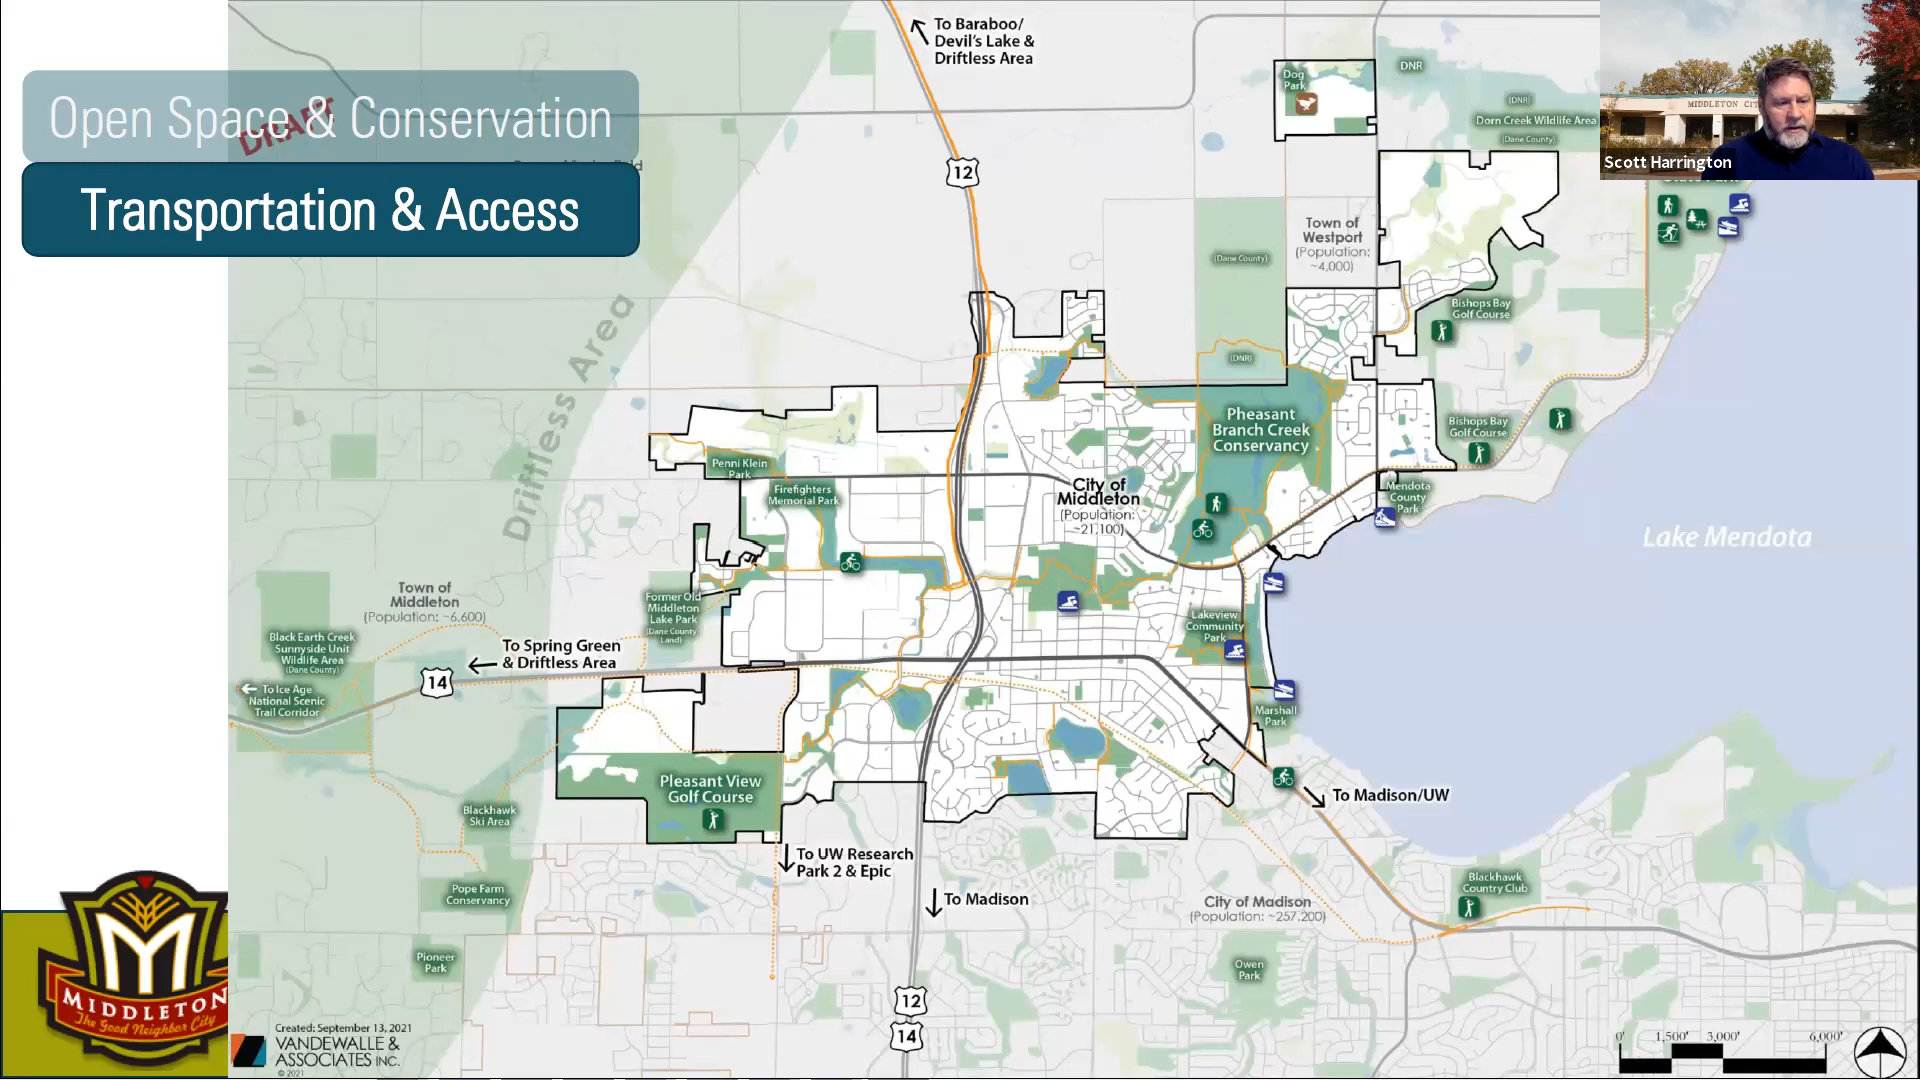 Open Space & Conservation
DRAFT
Transportation & Access
To Baraboo/
Devil's Lake &
Driftless Area
12
Dog
Park
DNR
(DNR)
Dorn Creek Wildlife Area
(Dane County)
MIDDLETON CIT
Scott Harrington
Town of
Westport
(Population:
~4,000)
(Dane County)
(DNR)
Bishops Bay
Golf Course
Driftless Area
Pheasant
Branch Creek
Conservancy
Bishops Bay
Golf Course
Penni Klein
Park
Firefighters
Memorial Park
City of
Middleton
(Population:
~21,100)
Mendota
County
Park
Lake Mendota
Town of
Middleton
(Population: ~6,600)
Former Old
Middleton
Lake Park
(Dane County
Land)
Lakeview
Community
Park
Black Earth Creek
Sunnyside Unit
Wildlife Area
(Dane County)
To Spring Green
& Driftless Area
14
To Ice Age
National Scenic
Trail Corridor
Marshall
Park
Pleasant View
Golf Course
To Madison/UW
Blackhawk
Ski Area
To UW Research
Park 2 & Epic
To Madison
Pope Farm
Conservancy
City of Madison
(Population: ~257,200)
Blackhawk
Country Club
Pioneer
Park
Owen
Park
12
14
M
MIDDLETON
The Good Neighbor City
Created: September 13, 2021
VANDEWALLE &
ASSOCIATES INC.
© 2021
0' 1,500' 3,000' 6,000'